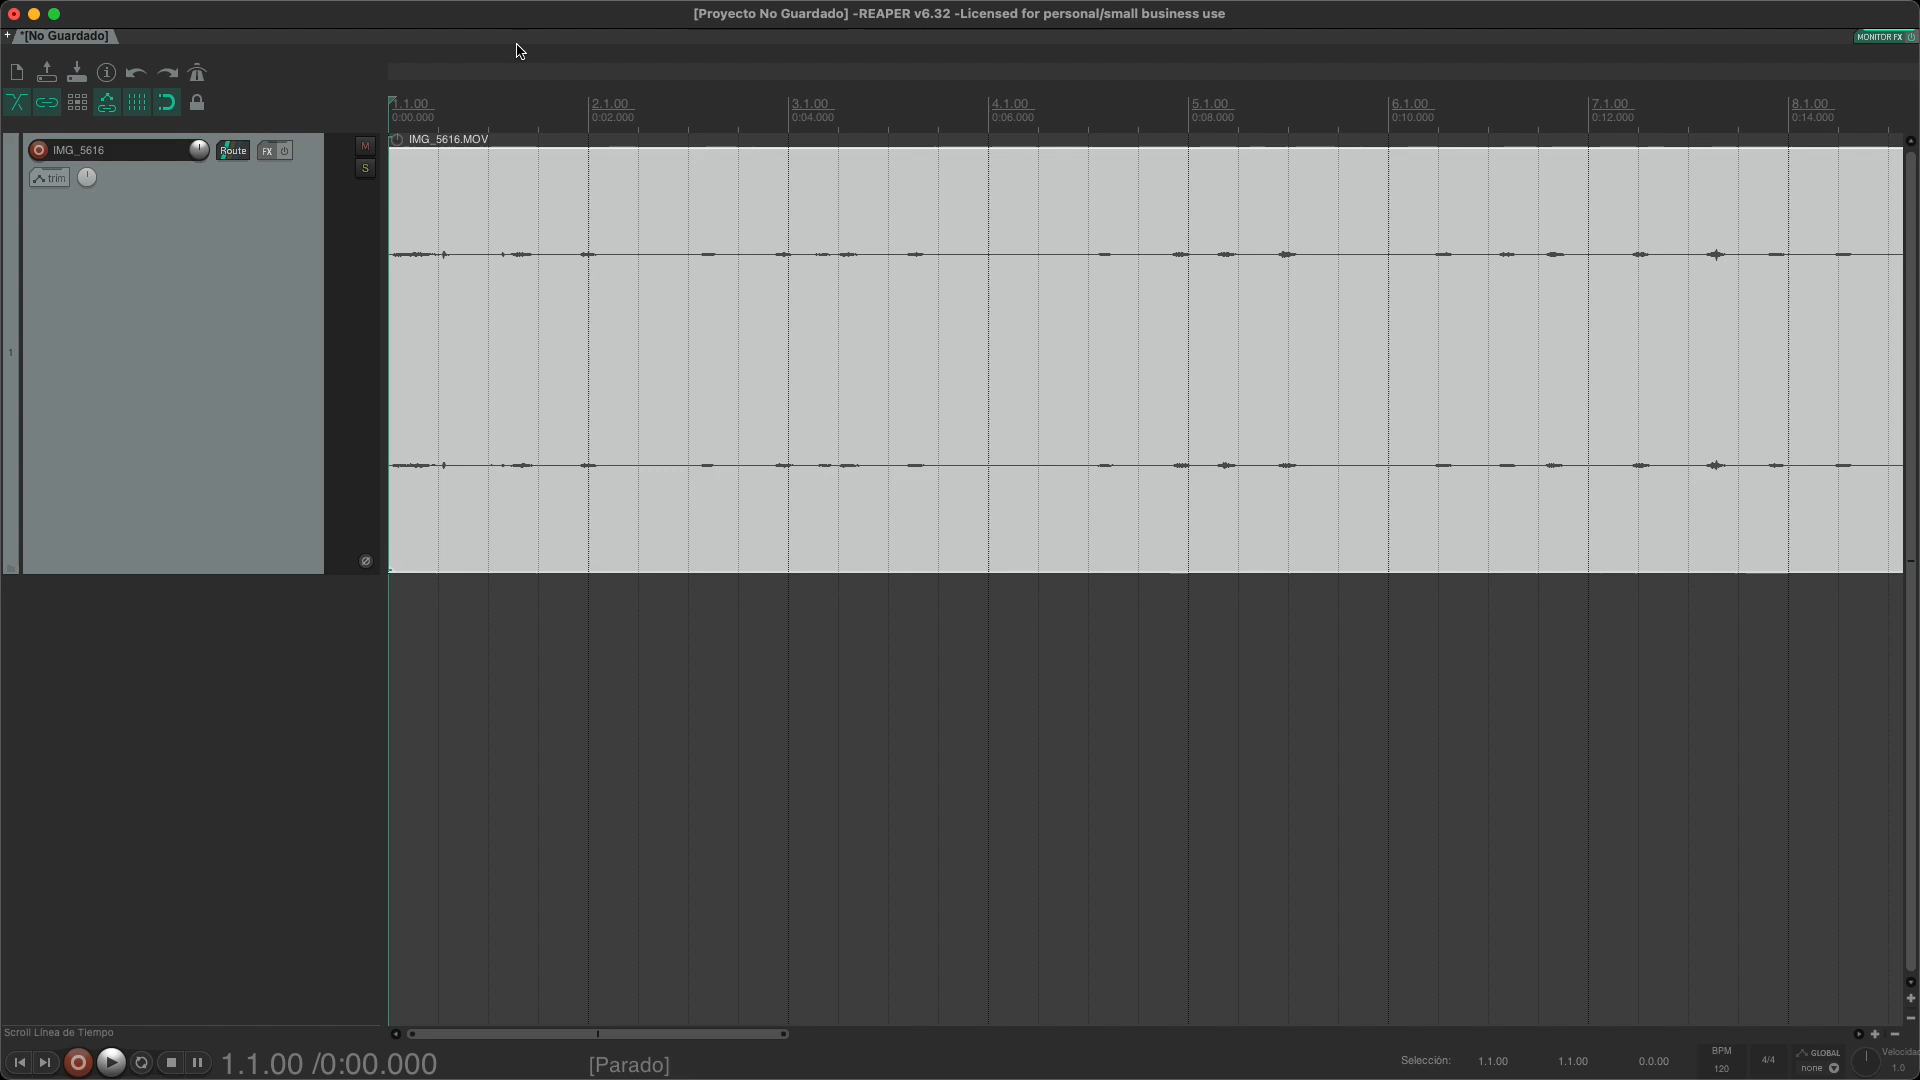 [Proyecto No Guardado] -REAPER v6.32 -Licensed for personal/small business use
+ *[No Guardado]
MONITOR FX
1.1.00 2.1.00 3.1.00 4.1.00 5.1.00 6.1.00 7.1.00 8.1.00
0:00.000 0:02.000 0:04.000 0:06.000 0:08.000 0:10.000 0:12.000 0:14.000
IMG_5616.MOV
IMG_5616 Route FX M
trim S
1
Scroll Línea de Tiempo
1.1.00 /0:00.000
[Parado]
Selección: 1.1.00 1.1.00 0.0.00
BPM
120
4/4
GLOBAL
none
Velocidad
1.0